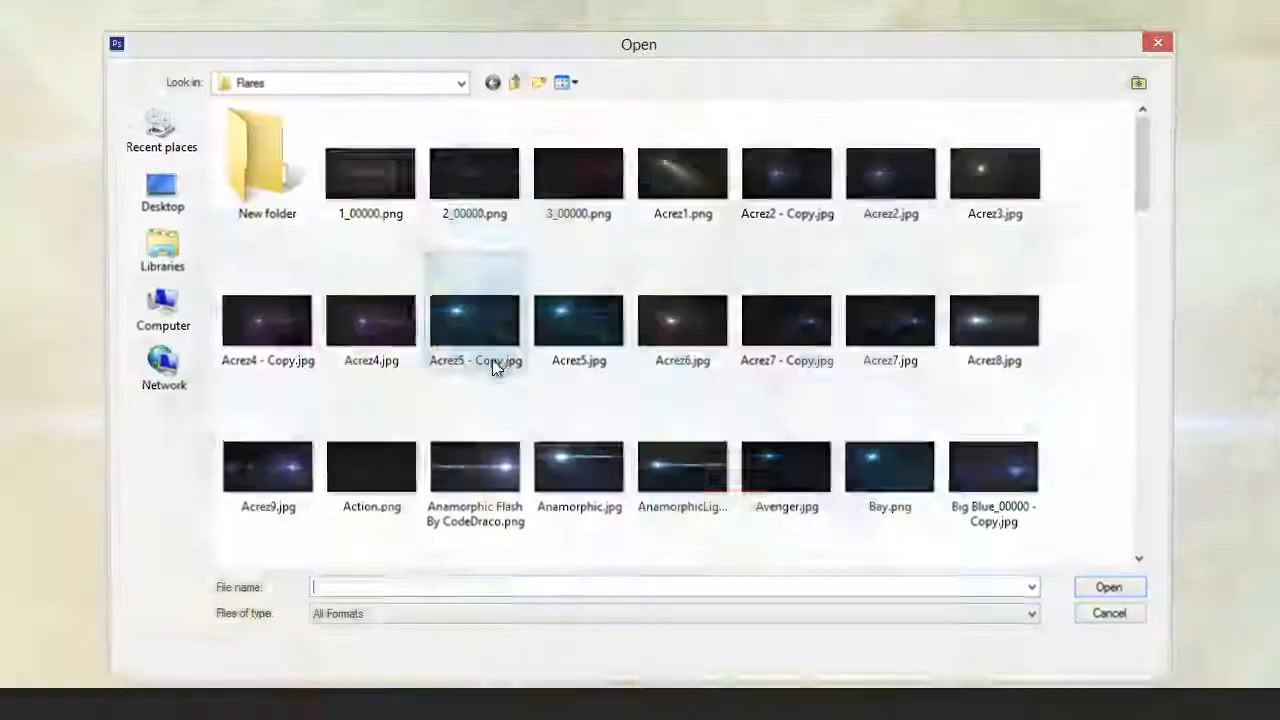 Ps
Open
Look in:
Flares
Recent places
Desktop
Libraries
Computer
Network
New folder
1_00000.png
2_00000.png
3_00000.png
Acrez1.png
Acrez2 - Copy.jpg
Acrez2.jpg
Acrez3.jpg
Acrez4 - Copy.jpg
Acrez4.jpg
Acrez5 - Copy.jpg
Acrez5.jpg
Acrez6.jpg
Acrez7 - Copy.jpg
Acrez7.jpg
Acrez8.jpg
Acrez9.jpg
Action.png
Anamorphic Flash
By CodeDraco.png
Anamorphic.jpg
AnamorphicLig...
Avenger.jpg
Bay.png
Big Blue_00000 -
Copy.jpg
File name:
Open
Files of type:
All Formats
Cancel